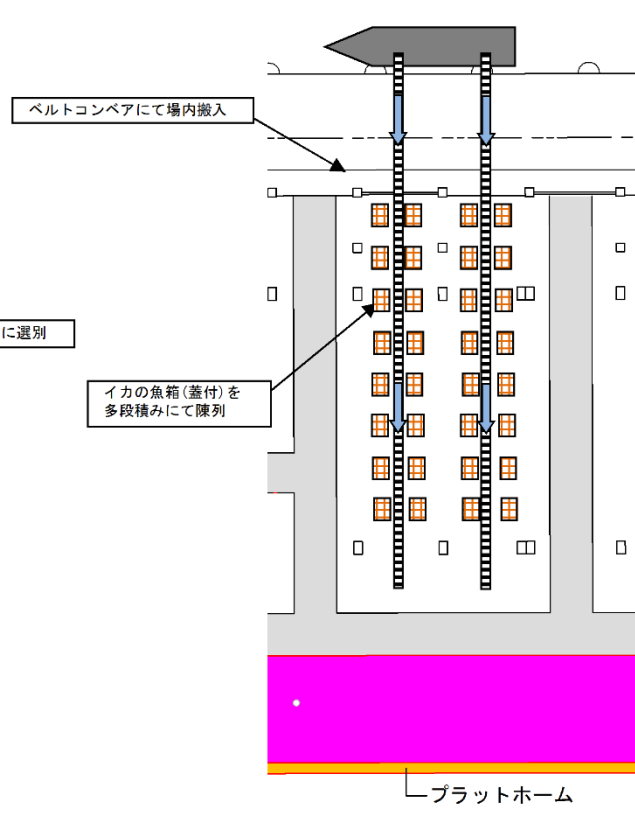 ベルトコンベアにて場内搬入
に選別
イカの魚箱(蓋付)を
多段積みにて陳列
プラットホーム